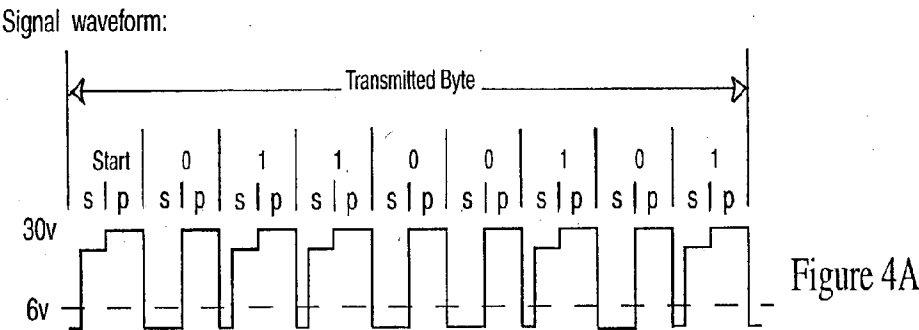 Signal waveform:
Transmitted Byte
Start 0 1 1 0 0 1 0 1
s p s p s p s p s p s p s p s p s p
30v
6v
Figure 4A